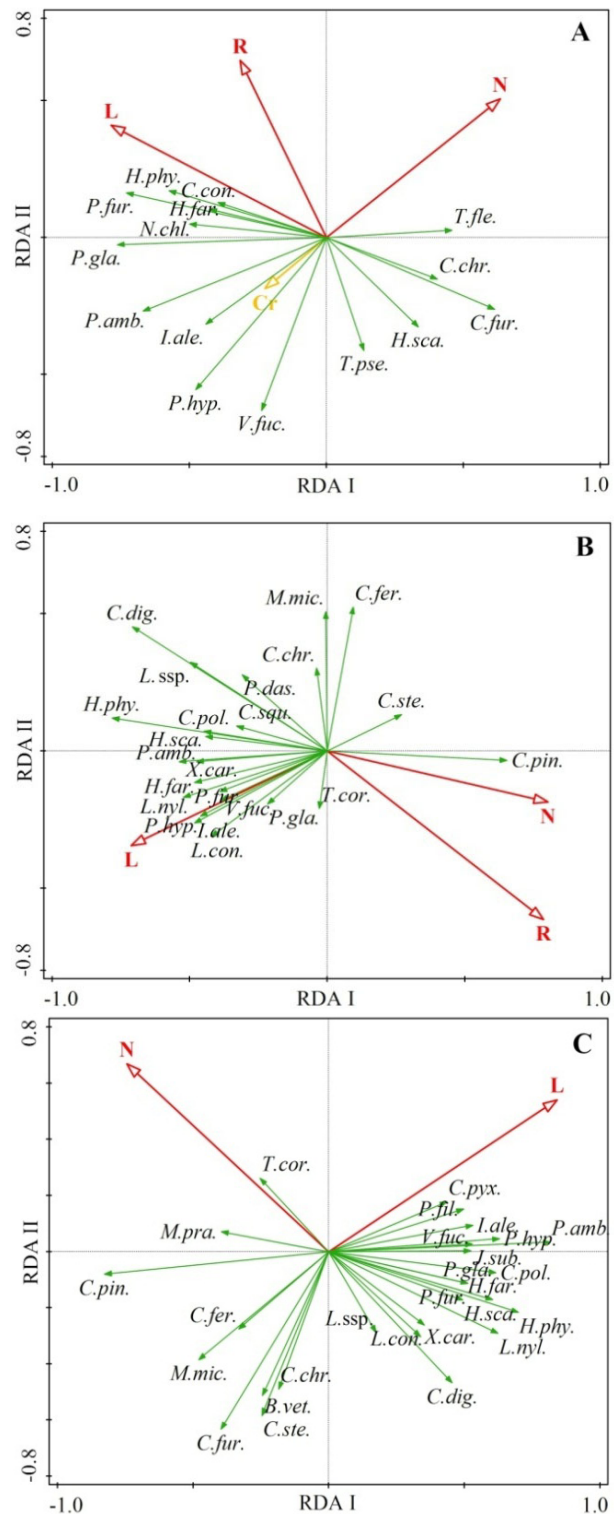 0.8
A
R
N
L
H.phy.
C.con.
P.fur.
H.far.
N.chl.
T.fle.
P.gla.
C.chr.
Cr
P.amb.
C.fur.
I.ale.
H.sca.
T.pse.
P.hyp.
V.fuc.
RDA II
-0.8
-1.0
RDA I
1.0
0.8
B
M.mic.
C.fer.
C.dig.
C.chr.
L. ssp.
P.das.
C.ste.
H.phy.
C.pol.
C.squ.
H.sca.
P.amb.
C.pin.
X.car.
H.far.
P.fur.
T.cor.
L.nyl.
V.fuc.
P.gla.
N
P.hyp.
I.ale.
L.con.
L
R
RDA II
-0.8
-1.0
RDA I
1.0
0.8
C
N
L
T.cor.
C.pyx.
P.fil.
M.pra.
I.ale.
P.amb.
V.fuc.
P.hyp.
J.sub.
C.pin.
P.gla.
C.pol.
H.far.
P.fur.
C.fer.
H.sca.
H.phy.
L.ssp.
L.con.
X.car.
L.nyl.
M.mic.
C.chr.
C.dig.
B.vet.
C.fur.
C.ste.
RDA II
-0.8
-1.0
RDA I
1.0